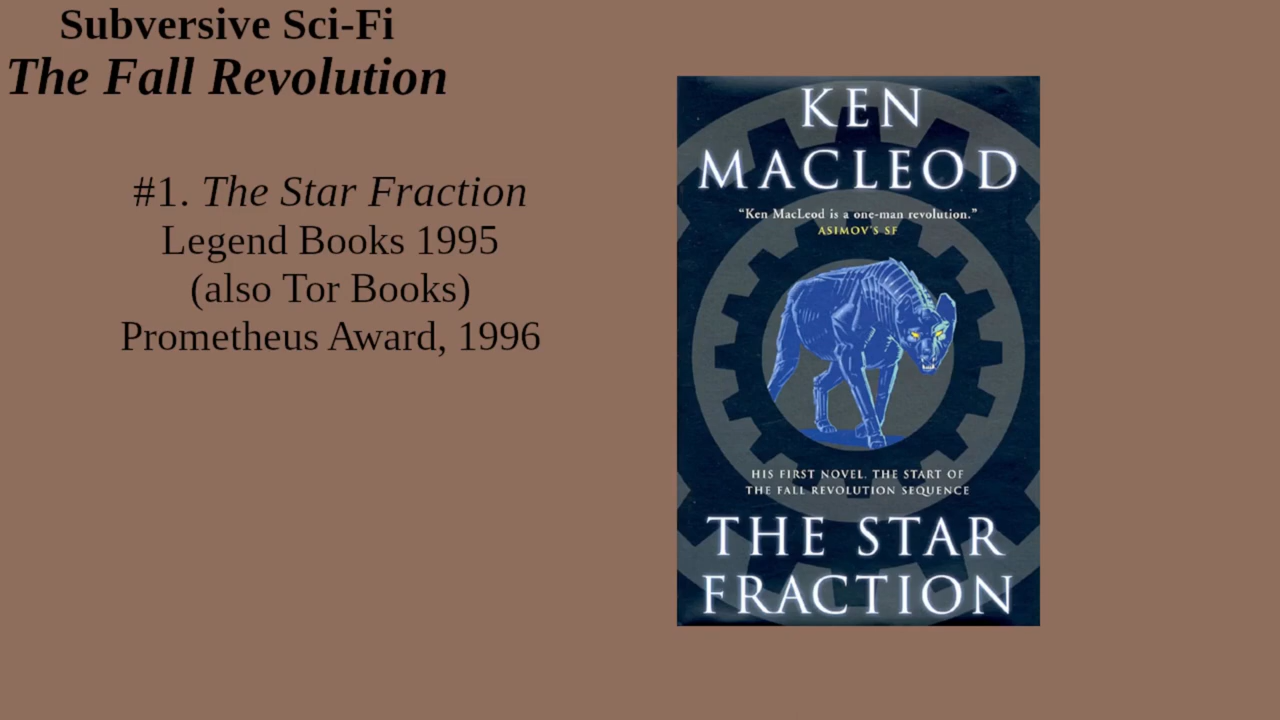 Subversive Sci-Fi
The Fall Revolution
#1. The Star Fraction
Legend Books 1995
(also Tor Books)
Prometheus Award, 1996
KEN
MACLEOD
“Ken MacLeod is a one-man revolution.”
ASIMOV'S SF
HIS FIRST NOVEL, THE START OF
THE FALL REVOLUTION SEQUENCE
THE STAR
FRACTION